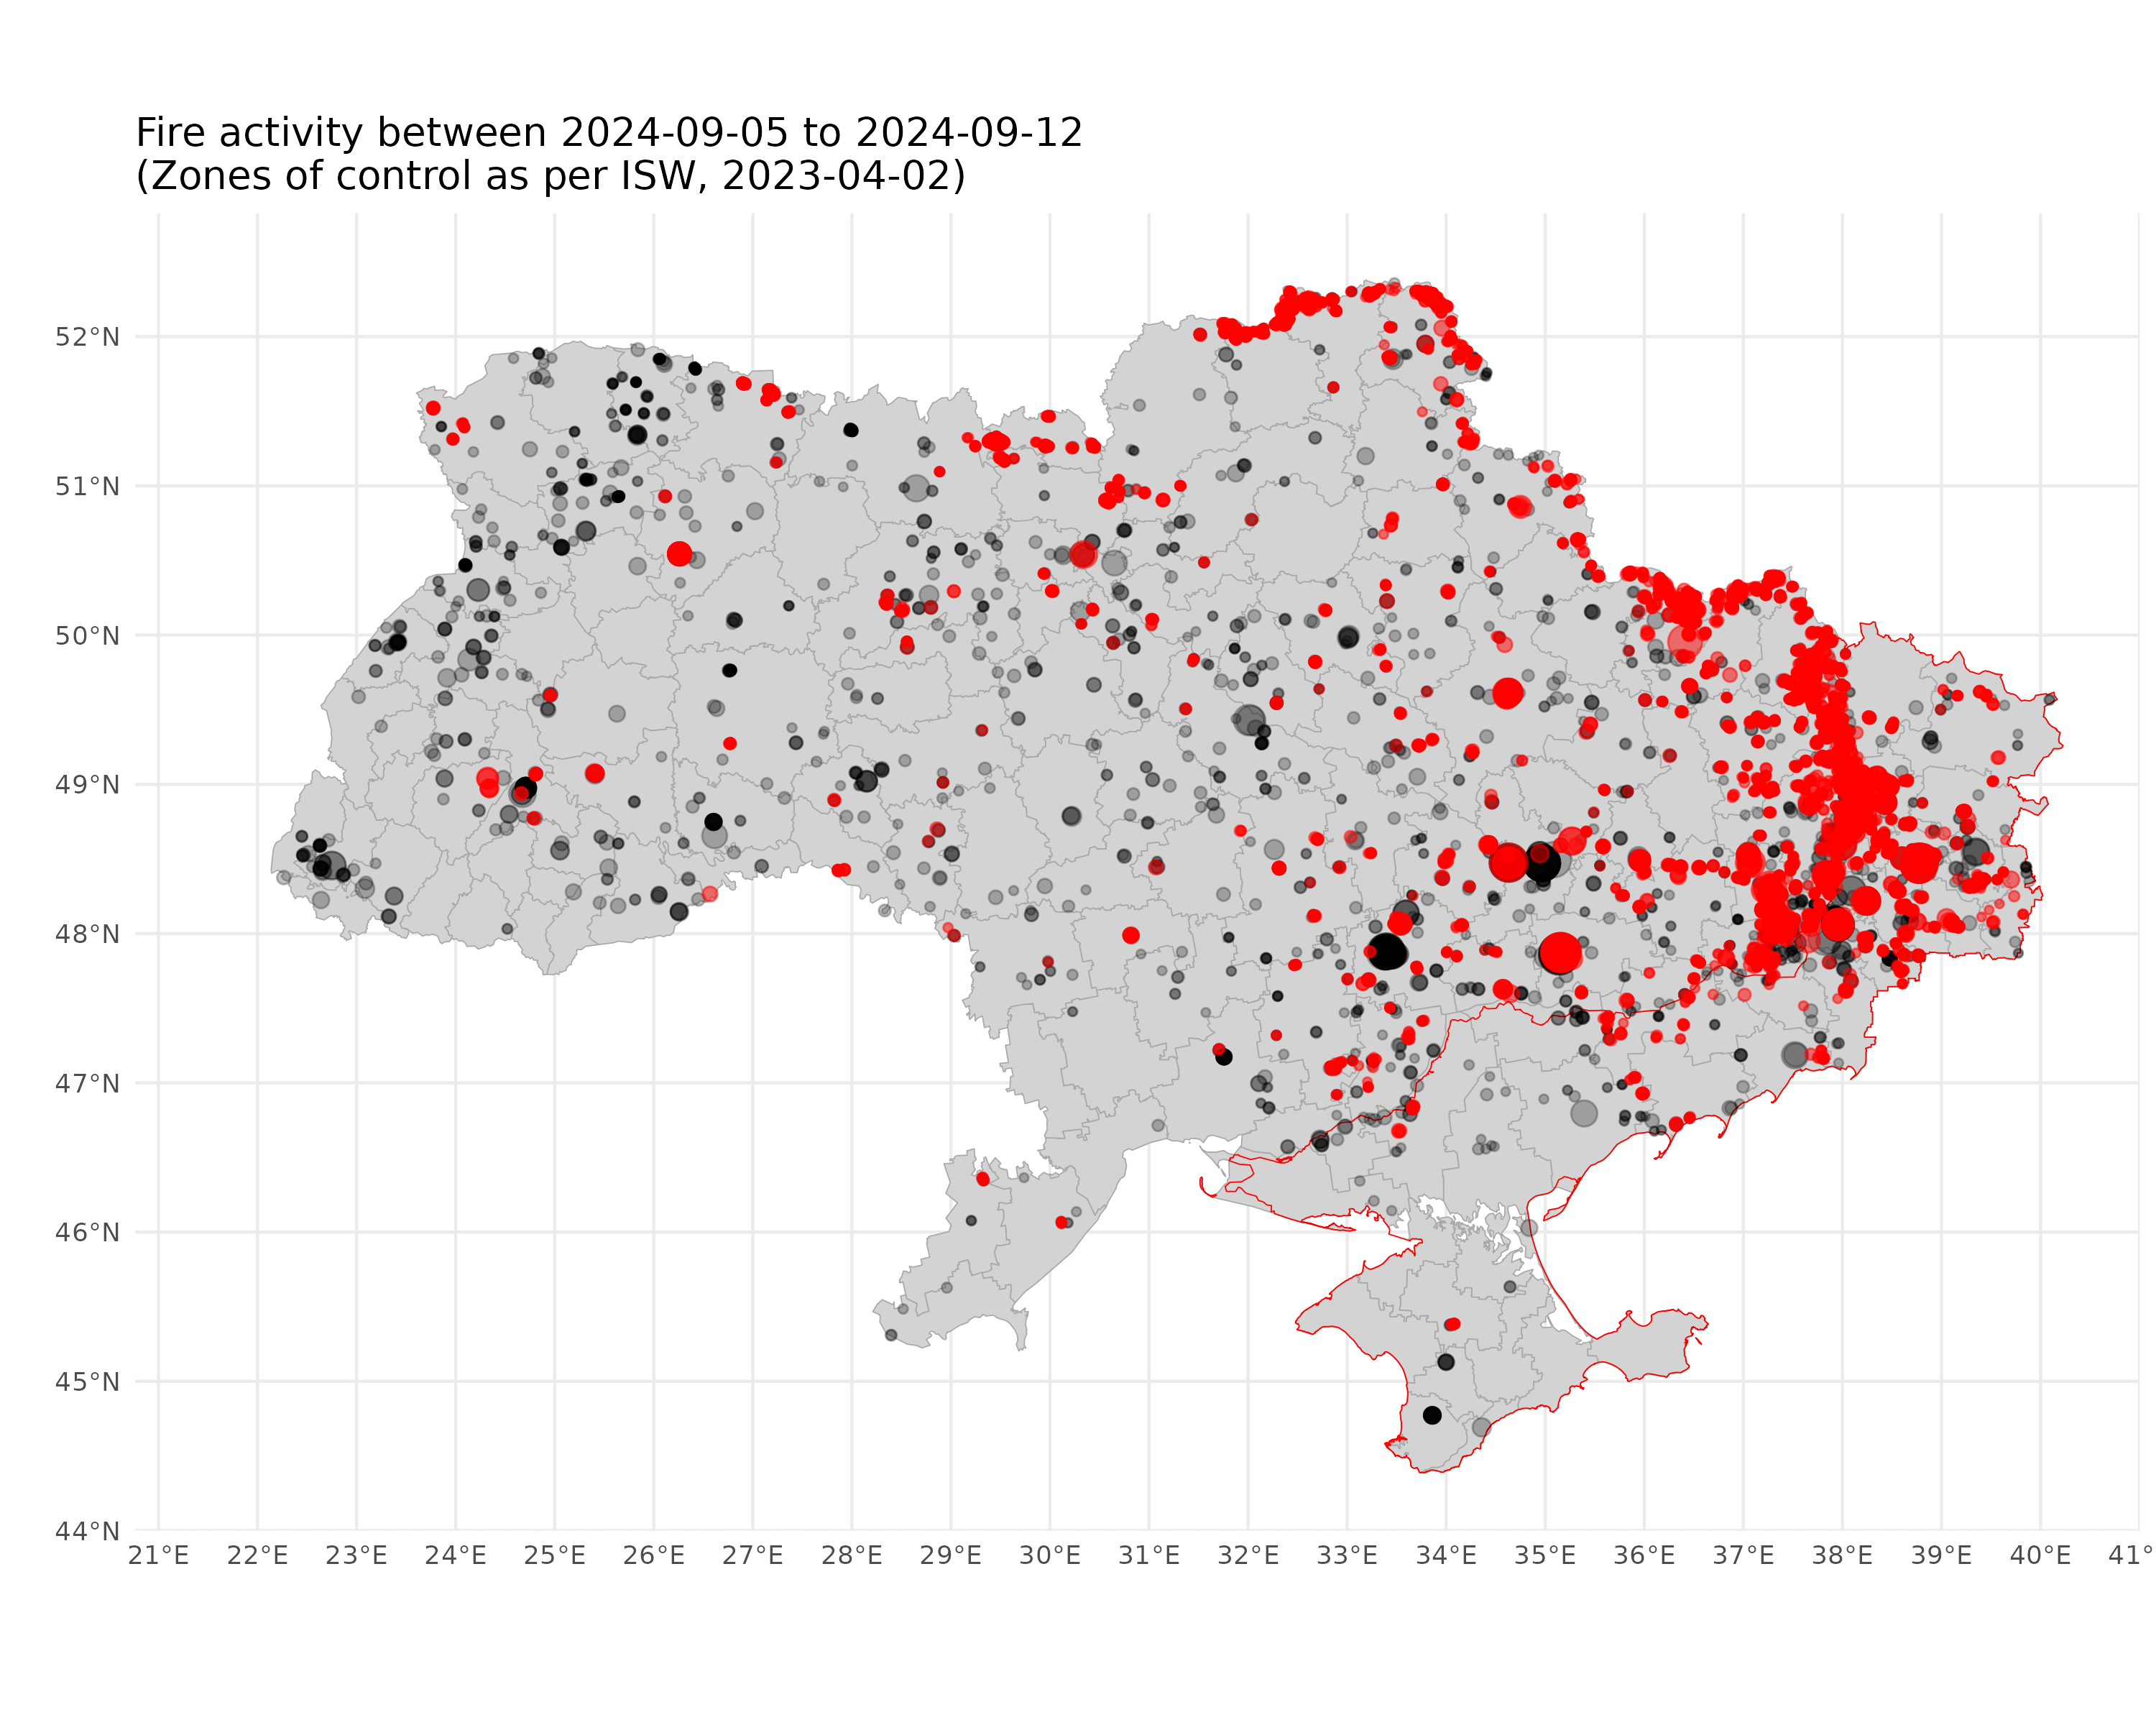 Fire activity between 2024-09-05 to 2024-09-12
(Zones of control as per ISW, 2023-04-02)
52°N
51°N
50°N
49°N
48°N
47°N
46°N
45°N
44°N
21°E 22°E 23°E 24°E 25°E 26°E 27°E 28°E 29°E 30°E 31°E 32°E 33°E 34°E 35°E 36°E 37°E 38°E 39°E 40°E 41°